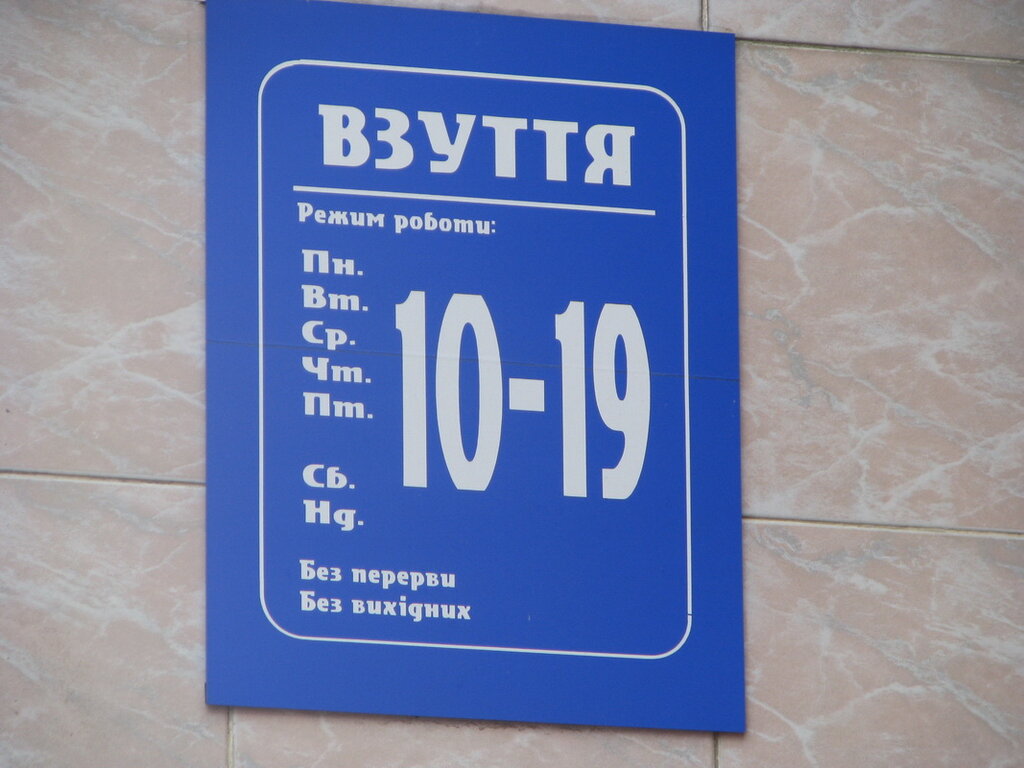 ВЗУТТЯ
Режим роботи:
Пн.
Вт.
Ср.
Чт.
Пт.
10-19
Сб.
Нд.
Без перерви
Без вихідних